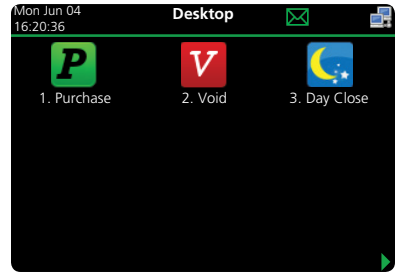 Mon Jun 04
Desktop
16:20:36
P
V
1. Purchase
2. Void
3. Day Close